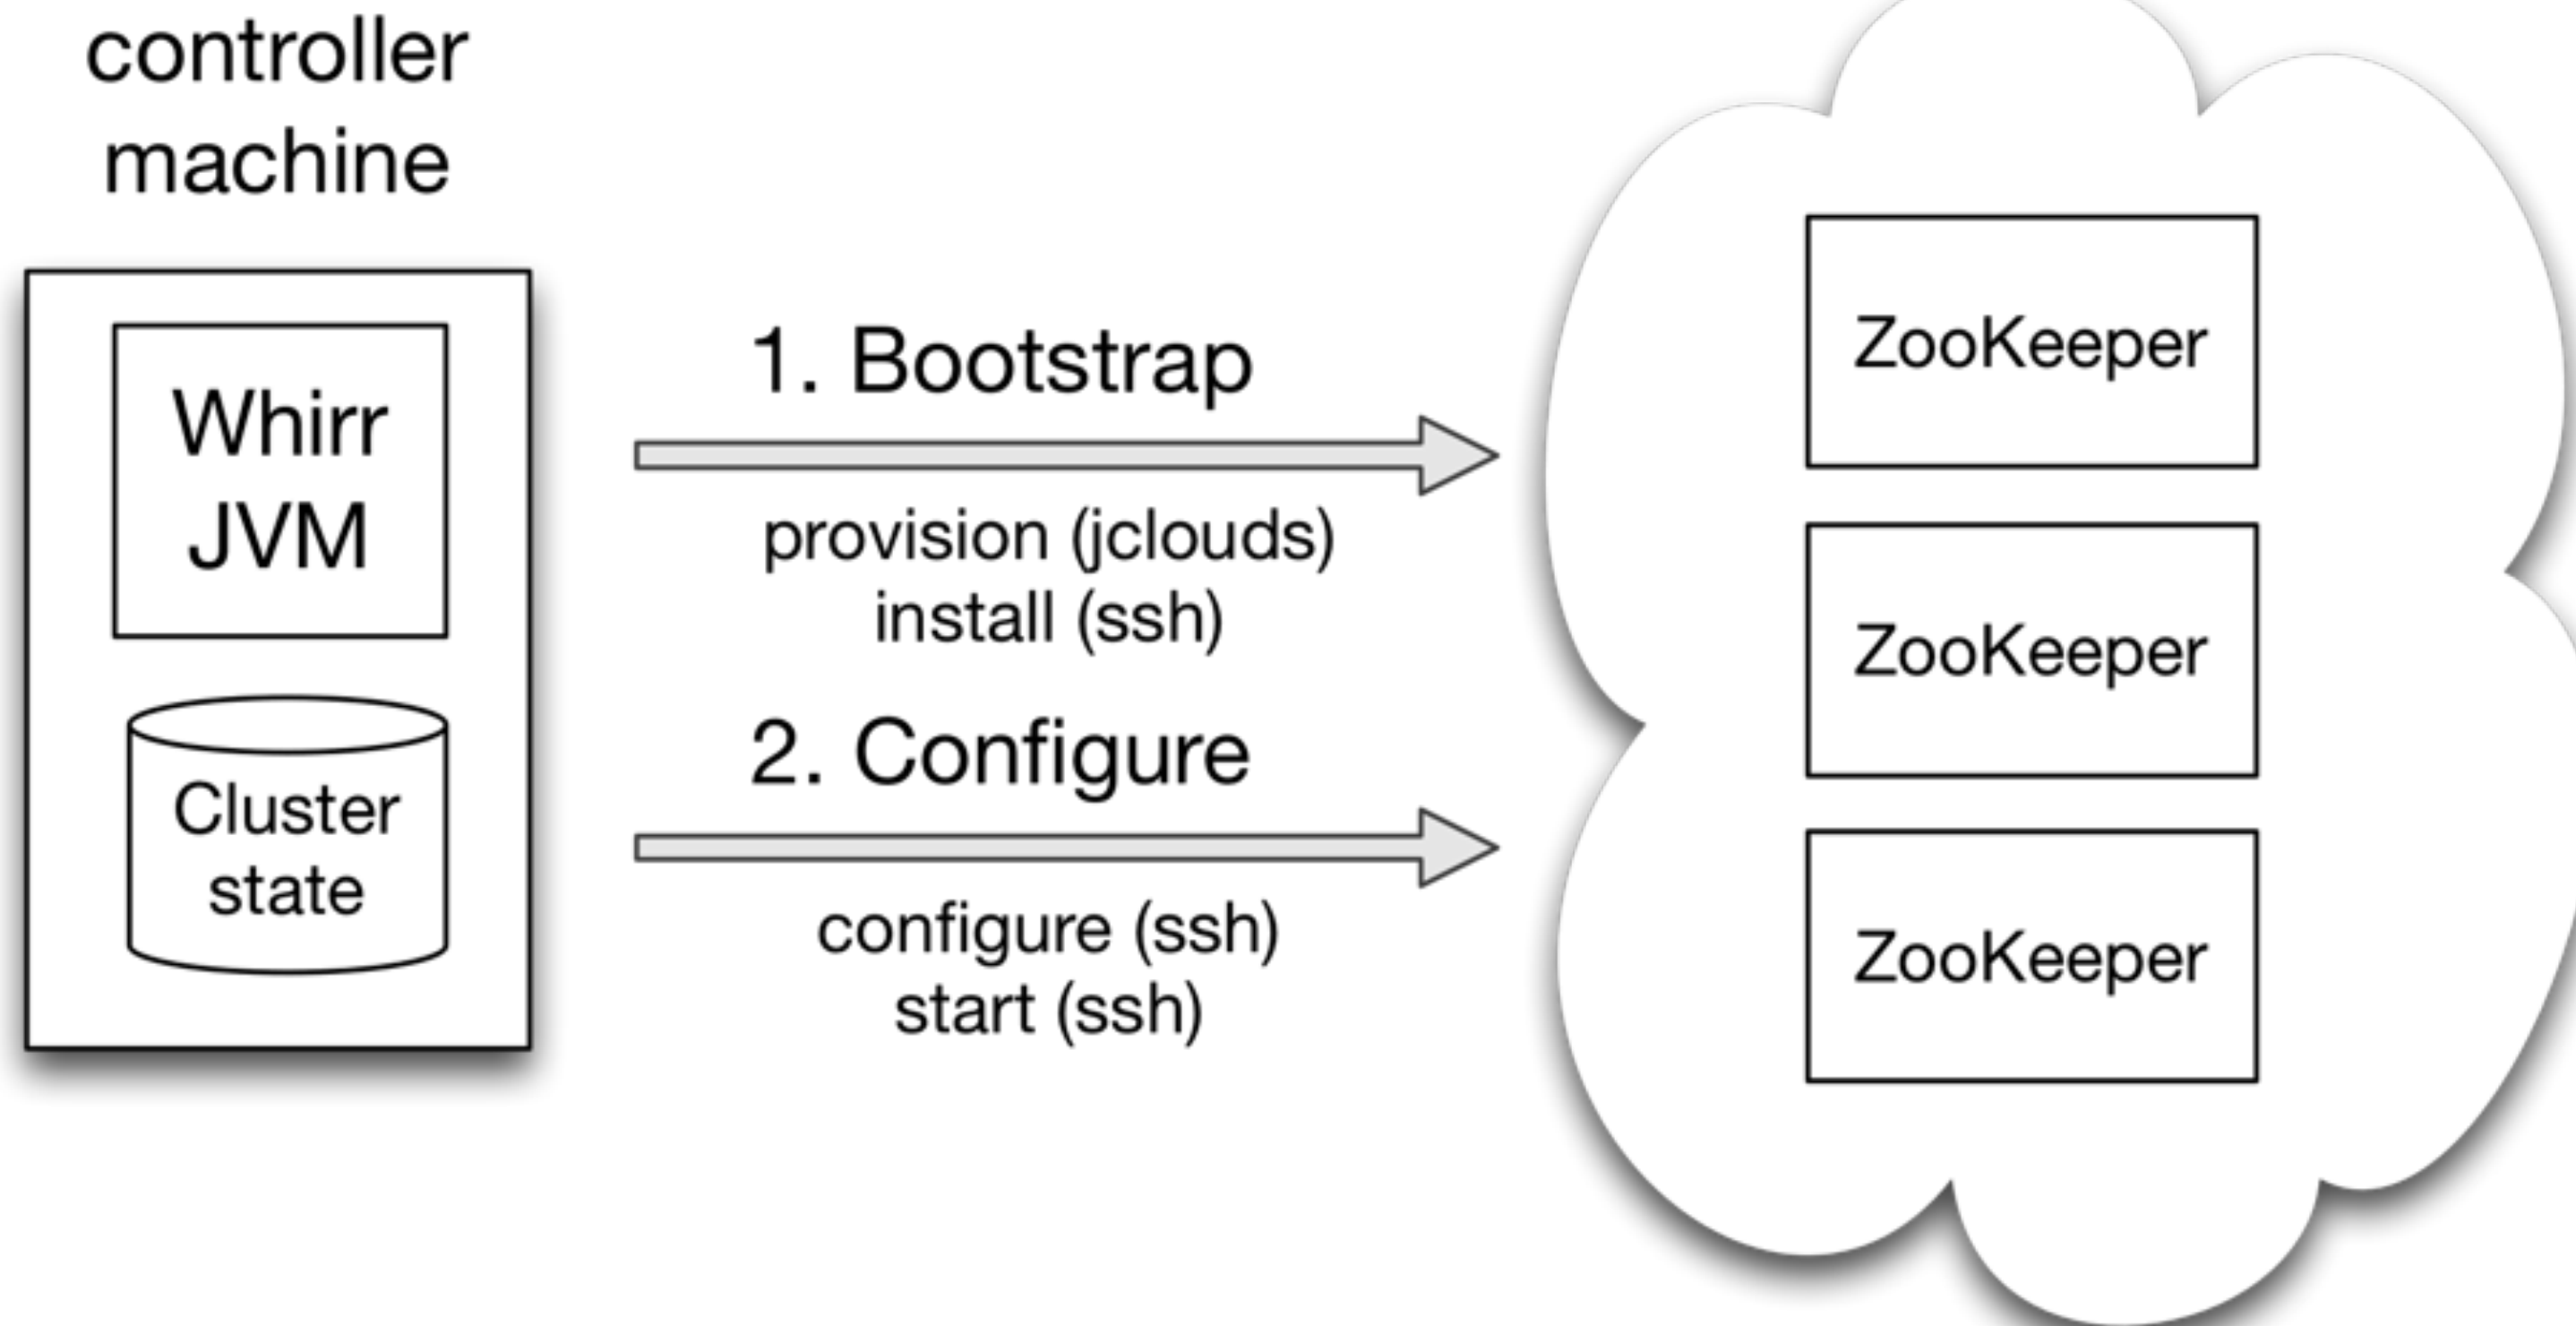 controller
machine
Whirr
JVM
Cluster
state
1. Bootstrap
provision (jclouds)
install (ssh)
2. Configure
configure (ssh)
start (ssh)
ZooKeeper
ZooKeeper
ZooKeeper